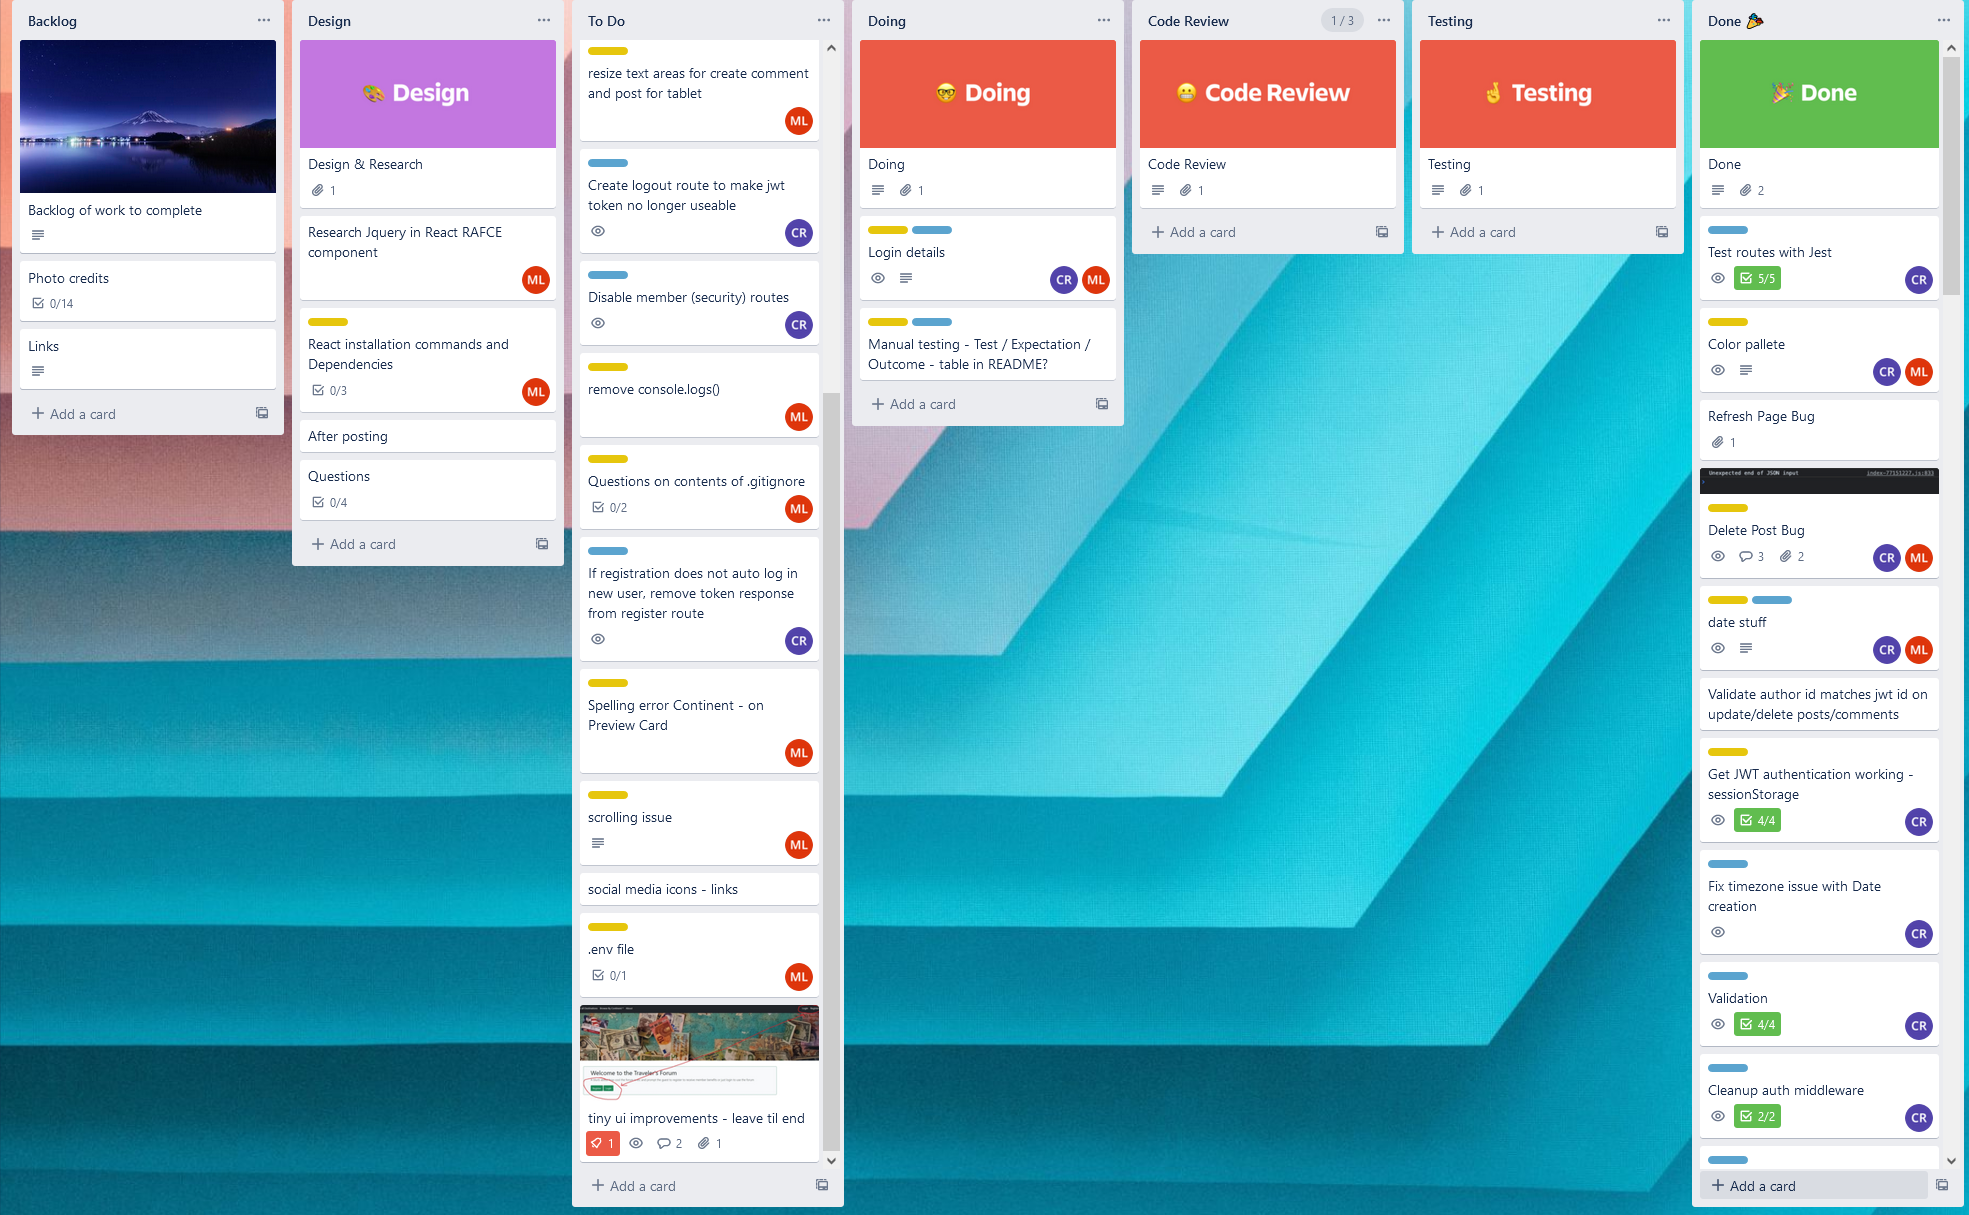 Backlog
Backlog of work to complete
Photo credits
0/14
Links
Add a card
Design
Design
Design & Research
1
Research Jquery in React RAFCE
component
ML
React installation commands and
Dependencies
0/3
ML
After posting
Questions
0/4
Add a card
To Do
resize text areas for create comment
and post for tablet
ML
Create logout route to make jwt
token no longer useable
CR
Disable member (security) routes
CR
remove console.logs()
ML
Questions on contents of .gitignore
0/2
ML
If registration does not auto log in
new user, remove token response
from register route
CR
Spelling error Continent - on
Preview Card
ML
scrolling issue
ML
social media icons - links
.env file
0/1
ML
Welcome to the Traveler's Forum
tiny ui improvements - leave til end
1
2
1
Add a card
Doing
Doing
Doing
1
Login details
CR ML
Manual testing - Test / Expectation /
Outcome - table in README?
Add a card
Code Review
1 / 3
Code Review
Code Review
1
Add a card
Testing
Testing
Testing
1
Add a card
Done
Done
Done
2
Test routes with Jest
5/5
CR
Color pallete
CR ML
Refresh Page Bug
1
Unexpected end of JSON input
index-77151227.js:833
Delete Post Bug
3
2
CR ML
date stuff
CR ML
Validate author id matches jwt id on
update/delete posts/comments
Get JWT authentication working -
sessionStorage
4/4
CR
Fix timezone issue with Date
creation
CR
Validation
4/4
CR
Cleanup auth middleware
2/2
CR
Add a card